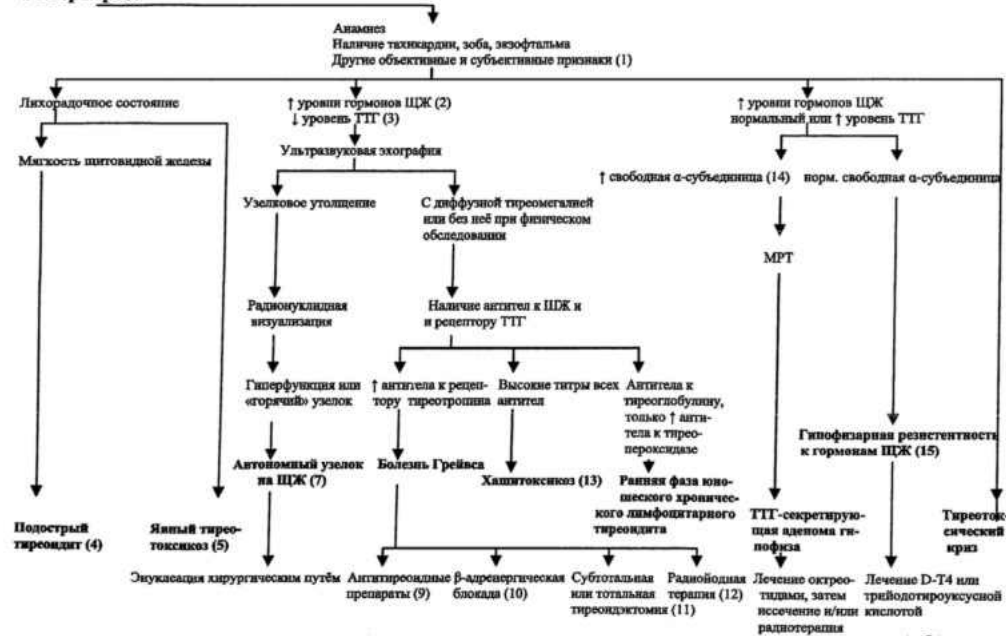 Анамнез
Наличие тахикардии, зоба, экзофтальма
Другие объективные и субъективные признаки (1)
Лихорадочное состояние
↑ уровни гормонов ЩЖ (2)
↓ уровень ТТГ (3)
↑ уровни гормонов ЩЖ
нормальный или ↑ уровень ТТГ
Мягкость щитовидной железы
Ультразвуковая эхография
↑ свободная α-субъединица (14)
норм. свободная α-субъединица
Узелковое утолщение
С диффузной тиреомегалией
или без неё при физическом
обследовании
МРТ
Радионуклидная
визуализация
Наличие антител к ЩЖ и
и рецептору ТТГ
Гиперфункция или
«горячий» узелок
↑ антитела к рецеп-
тору тиреотропина
Высокие титры всех
антител
Антитела к
тиреоглобулину,
только ↑ анти-
тела к тирео-
пероксидазе
Гипофизарная резистентность
к гормонам ЩЖ (15)
Автономный узелок
на ЩЖ (7)
Болезнь Грейвса
Хашитоксикоз (13)
Ранняя фаза юно-
шеского хроничес-
кого лимфоцитарного
тиреоидита
Подострый
тиреоидит (4)
Явный тирео-
токсикоз (5)
ТТГ-секретирую-
щая аденома ги-
пофиза
Тиреоток-
сический
криз
Энуклеация хирургическим путём
Антитиреоидные
препараты (9)
β-адренергическая
блокада (10)
Субтотальная
или тотальная
тиреоидэктомия
(11)
Радиойодная
терапия (12)
Лечение октрео-
тидами, затем
иссечение и/или
радиотерапия
Лечение D-T4 или
трийодотироуксусной
кислотой